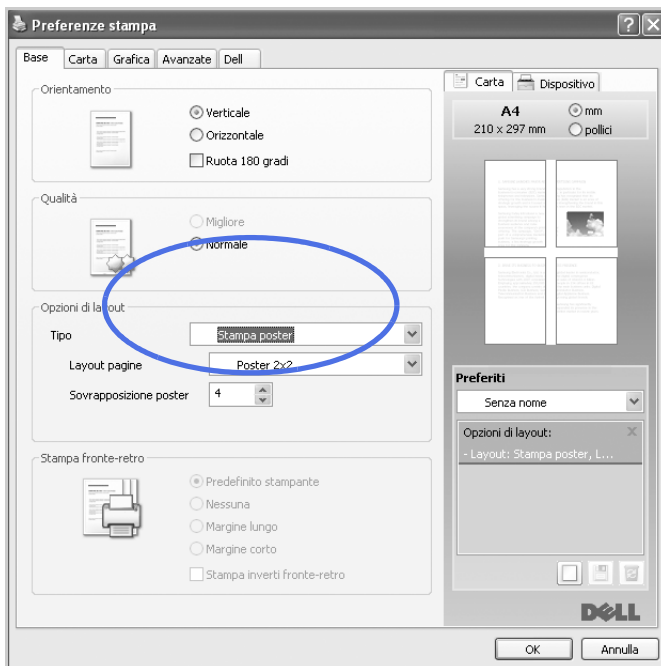 Preferenze stampa
Base Carta Grafica Avanzate Dell
Orientamento
Verticale
Orizzontale
Ruota 180 gradi
Qualità
Migliore
Normale
Opzioni di layout
Tipo Stampa poster
Layout pagine Poster 2x2
Sovrapposizione poster 4
Stampa fronte-retro
Predefinito stampante
Nessuna
Margine lungo
Margine corto
Stampa inverti fronte-retro
Carta Dispositivo
A4 mm
210 x 297 mm pollici
Preferiti
Senza nome
Opzioni di layout:
- Layout: Stampa poster, L...
DELL
OK Annulla